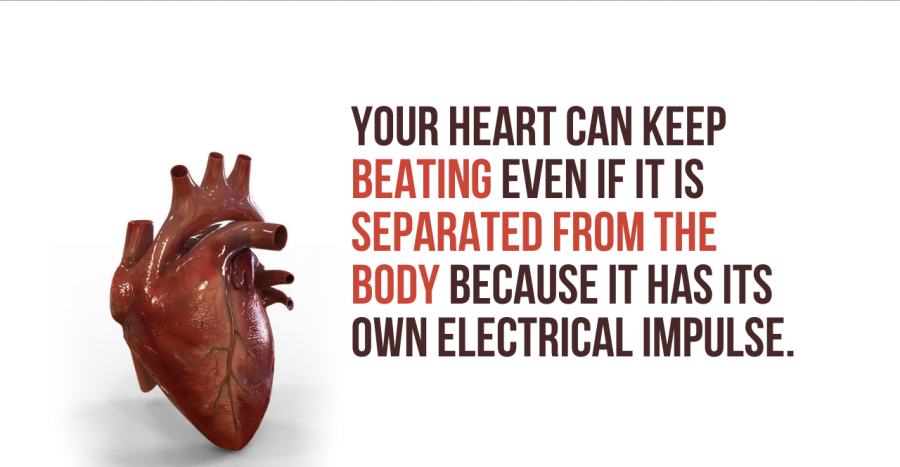 YOUR HEART CAN KEEP
BEATING EVEN IF IT IS
SEPARATED FROM THE
BODY BECAUSE IT HAS ITS
OWN ELECTRICAL IMPULSE.